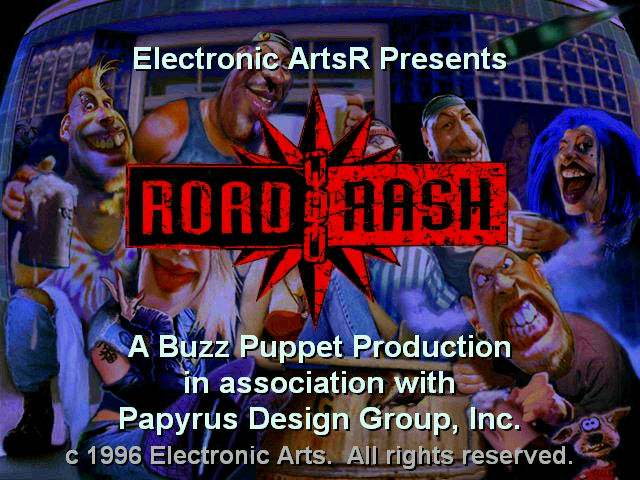 Electronic ArtsR Presents
ROAD RASH
A Buzz Puppet Production
in association with
Papyrus Design Group, Inc.
c 1996 Electronic Arts.  All rights reserved.